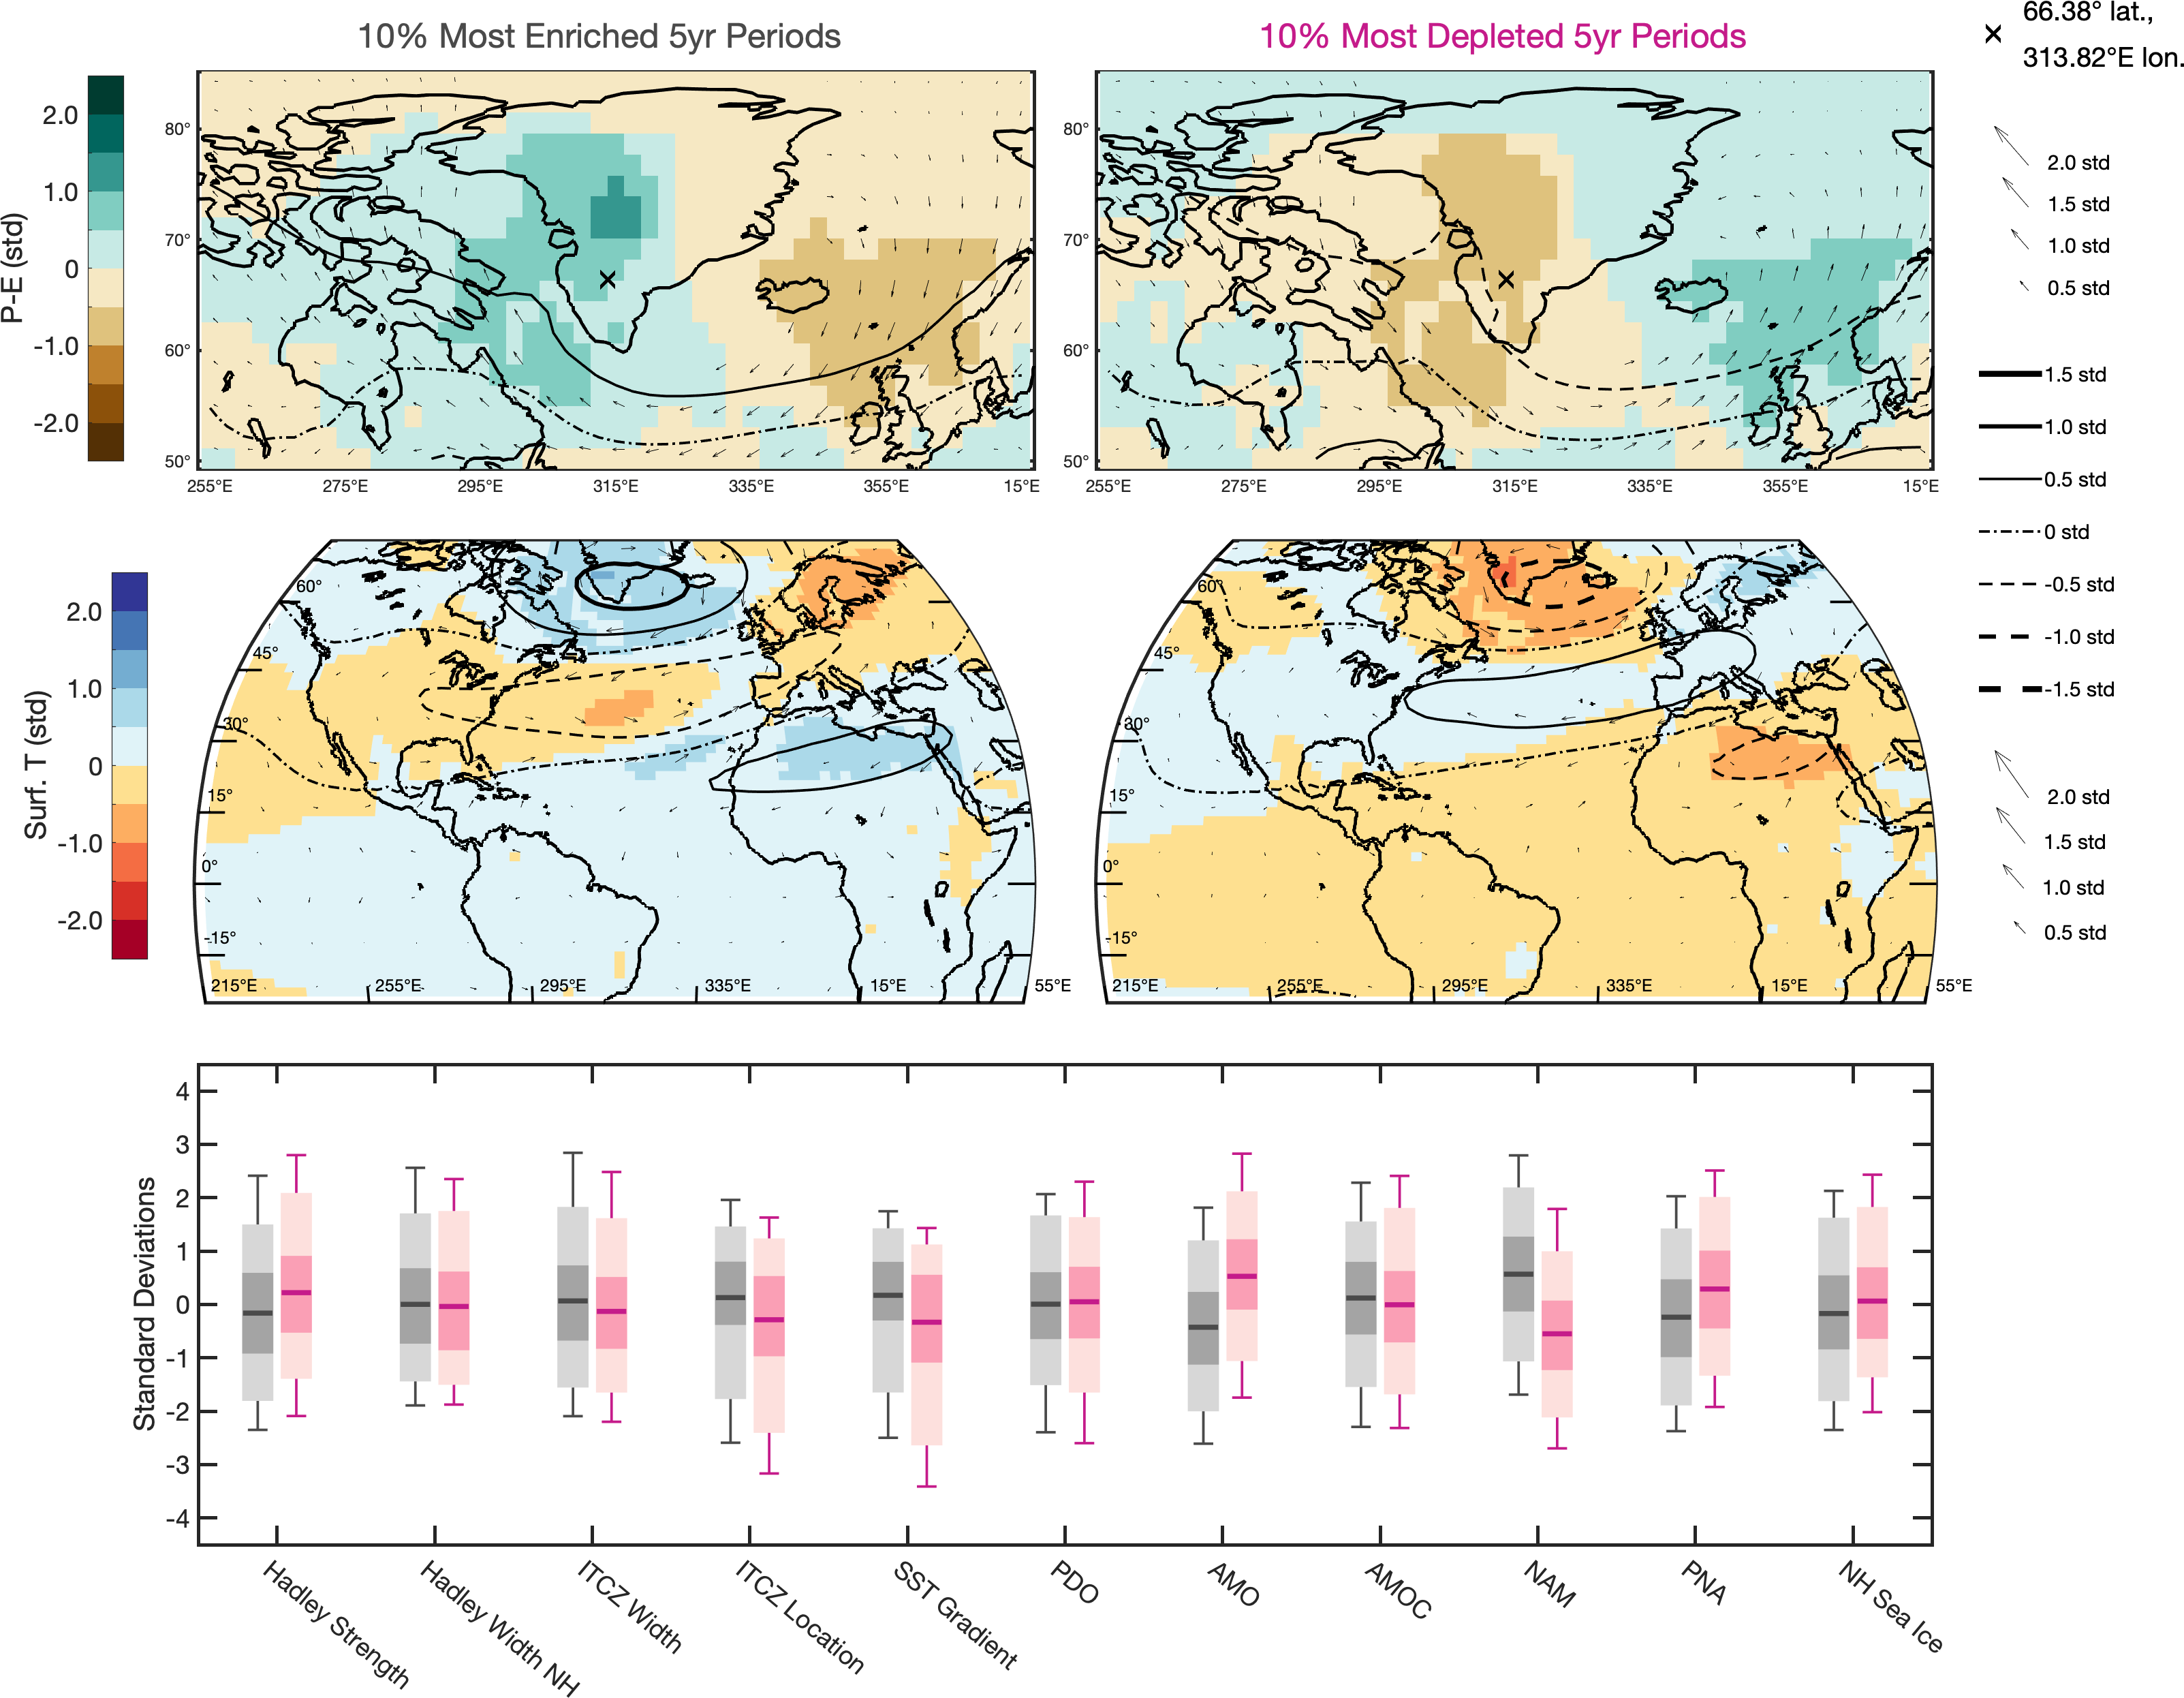 10% Most Enriched 5yr Periods
10% Most Depleted 5yr Periods
66.38° lat.,
313.82°E lon.
P-E (std)
2.0
1.0
0
-1.0
-2.0
80°
70°
60°
50°
255°E 275°E 295°E 315°E 335°E 355°E 15°E
80°
70°
60°
50°
255°E 275°E 295°E 315°E 335°E 355°E 15°E
2.0 std
1.5 std
1.0 std
0.5 std
1.5 std
1.0 std
0.5 std
0 std
-0.5 std
-1.0 std
-1.5 std
Surf. T (std)
2.0
1.0
0
-1.0
-2.0
60°
45°
30°
15°
0°
-15°
215°E 255°E 295°E 335°E 15°E 55°E
60°
45°
30°
15°
0°
-15°
215°E 255°E 295°E 335°E 15°E 55°E
2.0 std
1.5 std
1.0 std
0.5 std
Standard Deviations
4
3
2
1
0
-1
-2
-3
-4
Hadley Strength
Hadley Width NH
ITCZ Width
ITCZ Location
SST Gradient
PDO
AMO
AMOC
NAM
PNA
NH Sea Ice